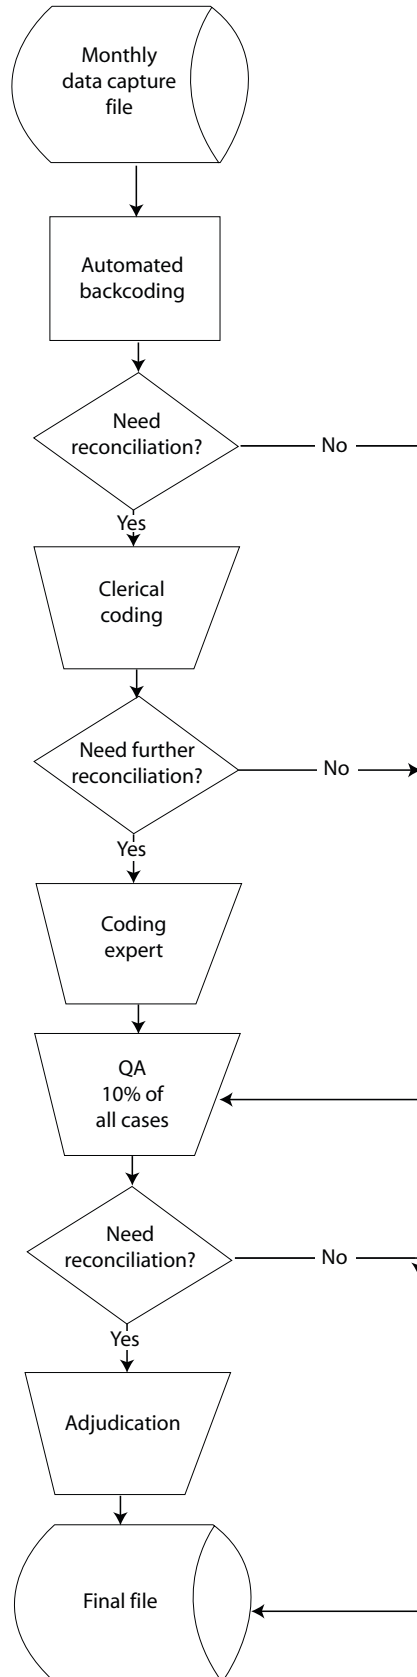 Monthly
data capture
file
Automated
backcoding
Need
reconciliation?
No
Yes
Clerical
coding
Need further
reconciliation?
No
Yes
Coding
expert
QA
10% of
all cases
Need
reconciliation?
No
Yes
Adjudication
Final file